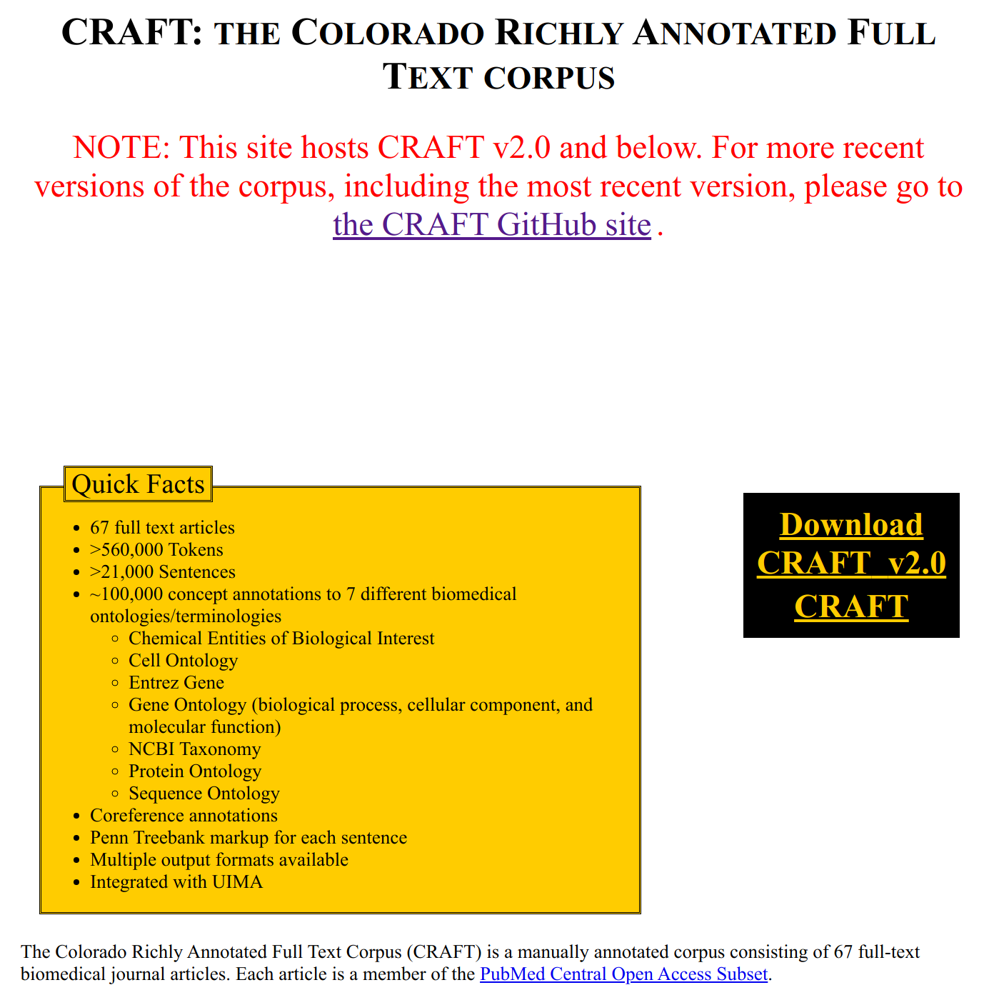 CRAFT: THE COLORADO RICHLY ANNOTATED FULL
TEXT CORPUS
NOTE: This site hosts CRAFT v2.0 and below. For more recent
versions of the corpus, including the most recent version, please go to
the CRAFT GitHub site .
Quick Facts
• 67 full text articles
• >560,000 Tokens
• >21,000 Sentences
• ~100,000 concept annotations to 7 different biomedical
ontologies/terminologies
◦ Chemical Entities of Biological Interest
◦ Cell Ontology
◦ Entrez Gene
◦ Gene Ontology (biological process, cellular component, and
molecular function)
◦ NCBI Taxonomy
◦ Protein Ontology
◦ Sequence Ontology
• Coreference annotations
• Penn Treebank markup for each sentence
• Multiple output formats available
• Integrated with UIMA
Download
CRAFT v2.0
CRAFT
The Colorado Richly Annotated Full Text Corpus (CRAFT) is a manually annotated corpus consisting of 67 full-text
biomedical journal articles. Each article is a member of the PubMed Central Open Access Subset.